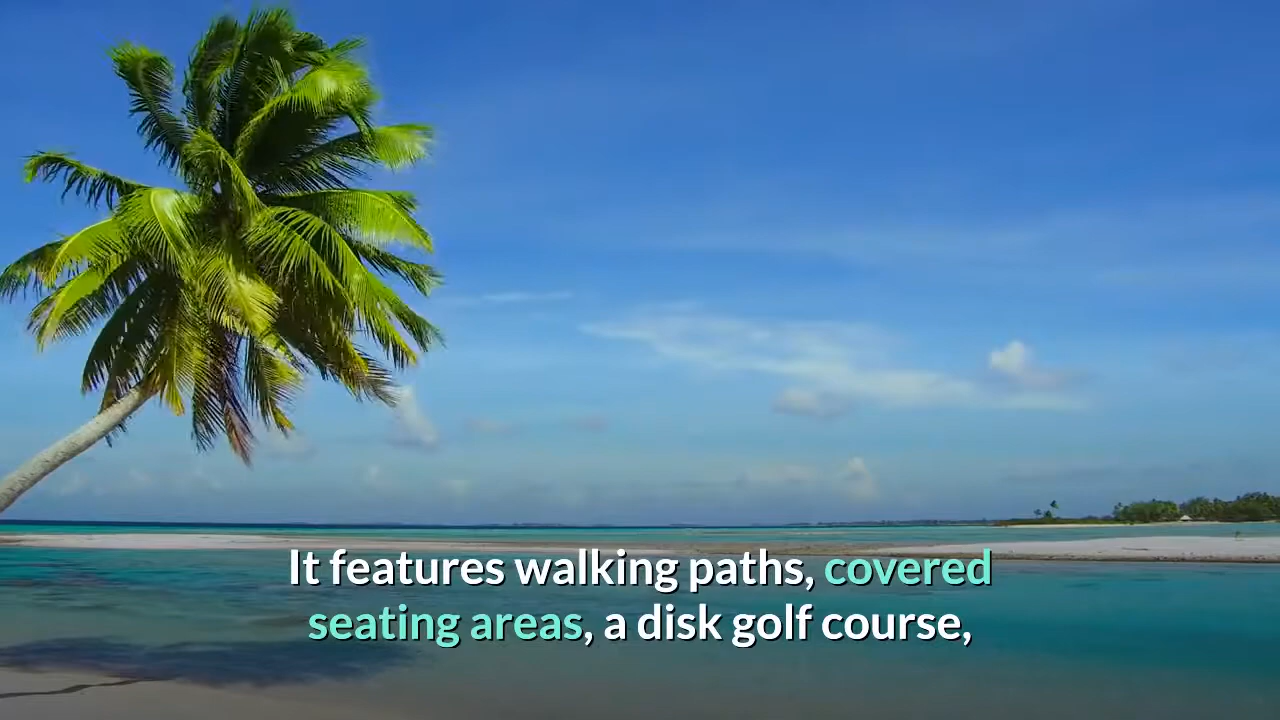 It features walking paths, covered
seating areas, a disk golf course,